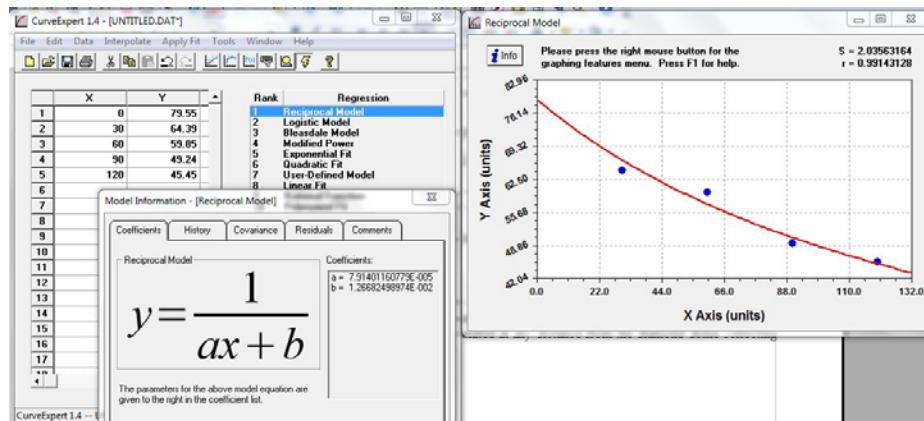 CurveExpert 1.4 - [UNTITLED.DAT*]
File Edit Data Interpolate Apply Fit Tools Window Help
X Y
1 0 79.55
2 30 64.39
3 60 59.85
4 90 49.24
5 120 45.45
6
7
8
9
10
11
12
13
14
15
16
17
Rank Regression
1 Reciprocal Model
2 Logistic Model
3 Bleasdale Model
4 Modified Power
5 Exponential Fit
6 Quadratic Fit
7 User-Defined Model
8 Linear Fit
Model Information - [Reciprocal Model]
Coefficients History Covariance Residuals Comments
Reciprocal Model
y = 1 / ax + b
Coefficients:
a = 7.91401160779E-005
b = 1.26682498974E-002
The parameters for the above model equation are
given to the right in the coefficient list.
CurveExpert 1.4 --
Reciprocal Model
Info
Please press the right mouse button for the
graphing features menu. Press F1 for help.
S = 2.03563164
r = 0.99143128
Y Axis (units)
82.96
76.14
69.32
62.50
55.68
48.86
42.04
0.0 22.0 44.0 66.0 88.0 110.0 132.0
X Axis (units)